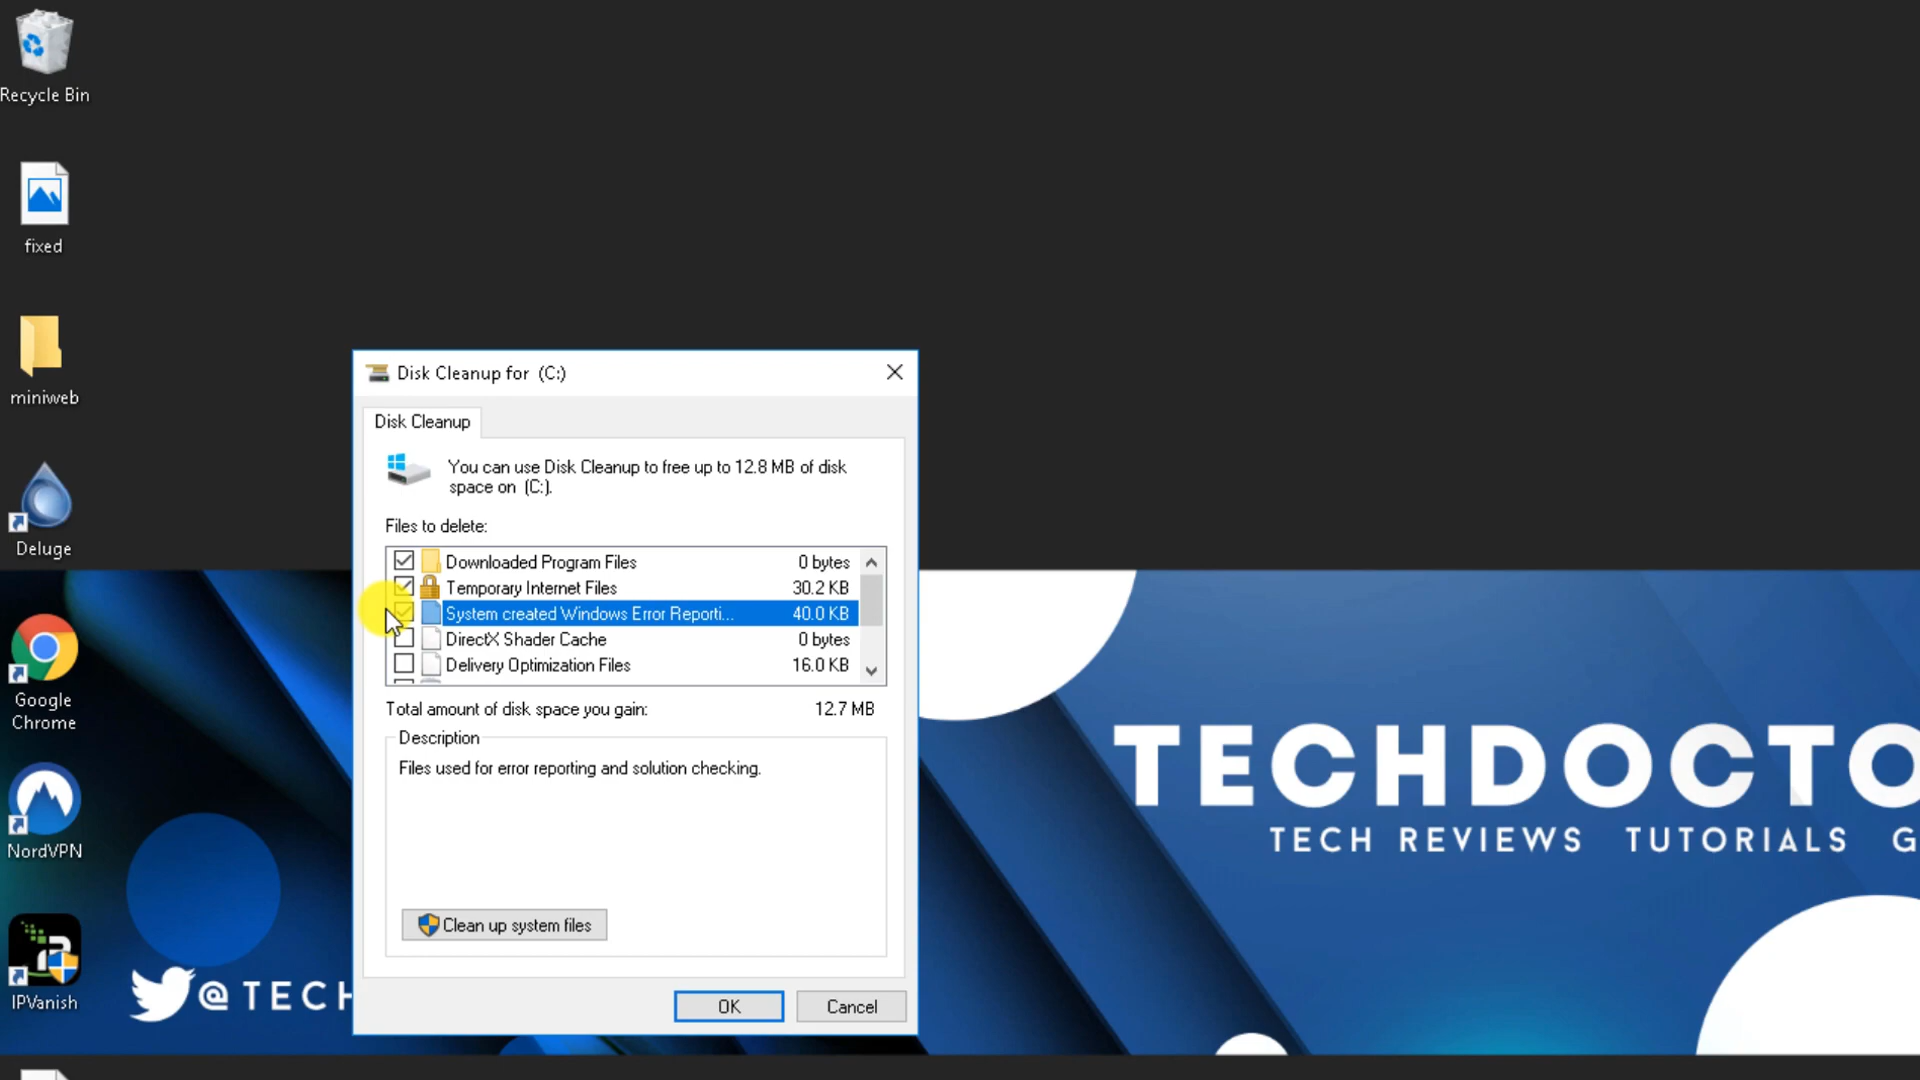 Recycle Bin
fixed
miniweb
Deluge
Google
Chrome
NordVPN
IPVanish
Disk Cleanup for (C:)
Disk Cleanup
You can use Disk Cleanup to free up to 12.8 MB of disk
space on (C:).
Files to delete:
Downloaded Program Files 0 bytes
Temporary Internet Files 30.2 KB
System created Windows Error Reporti... 40.0 KB
DirectX Shader Cache 0 bytes
Delivery Optimization Files 16.0 KB
Total amount of disk space you gain: 12.7 MB
Description
Files used for error reporting and solution checking.
Clean up system files
OK Cancel
TECHDOCTO
TECH REVIEWS TUTORIALS G
@TECH